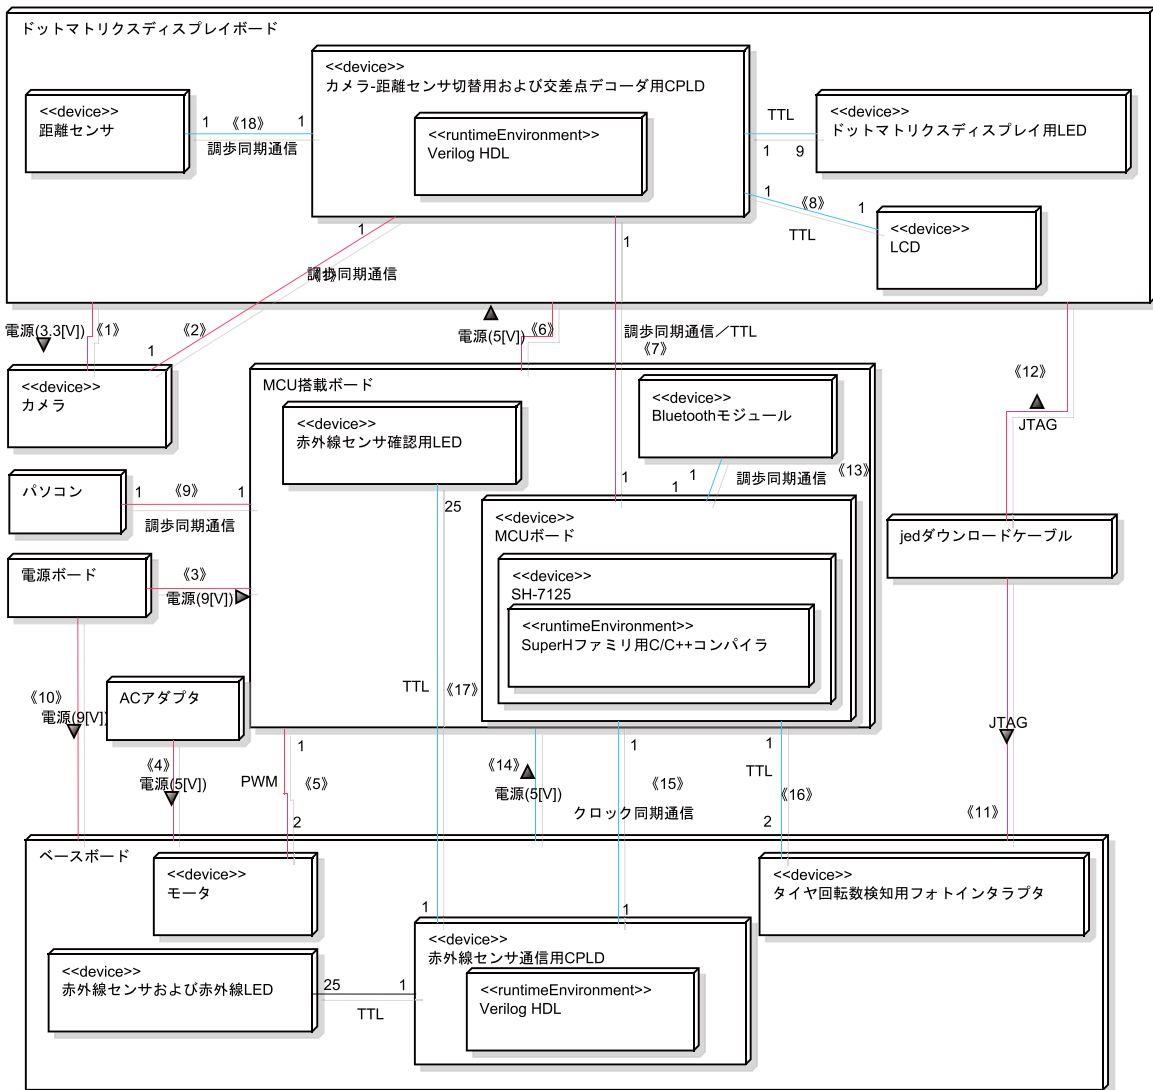 ドットマトリクスディスプレイボード
<<device>>
カメラ-距離センサ切替用および交差点デコーダ用CPLD
<<runtimeEnvironment>>
Verilog HDL
<<device>>
距離センサ
1 《18》 1
調歩同期通信
<<device>>
ドットマトリクスディスプレイ用LED
TTL
1 9
1 《8》 1
TTL
<<device>>
LCD
1
調歩同期通信
1
電源(3.3[V])
《1》
《2》
1
電源(5[V])
《6》
調歩同期通信／TTL
《7》
《12》
JTAG
<<device>>
カメラ
MCU搭載ボード
<<device>>
赤外線センサ確認用LED
<<device>>
Bluetoothモジュール
1
調歩同期通信
《13》
1
1
25
パソコン
1 《9》 1
調歩同期通信
<<device>>
MCUボード
<<device>>
SH-7125
<<runtimeEnvironment>>
SuperHファミリ用C/C++コンパイラ
jedダウンロードケーブル
電源ボード
《3》
電源(9[V])
《10》
電源(9[V])
ACアダプタ
《4》
電源(5[V])
TTL
《17》
1
PWM
《5》
2
《14》
電源(5[V])
1
《15》
クロック同期通信
1
1
TTL
《16》
2
JTAG
《11》
ベースボード
<<device>>
モータ
<<device>>
タイヤ回転数検知用フォトインタラプタ
1
<<device>>
赤外線センサ通信用CPLD
<<runtimeEnvironment>>
Verilog HDL
<<device>>
赤外線センサおよび赤外線LED
25 1
TTL